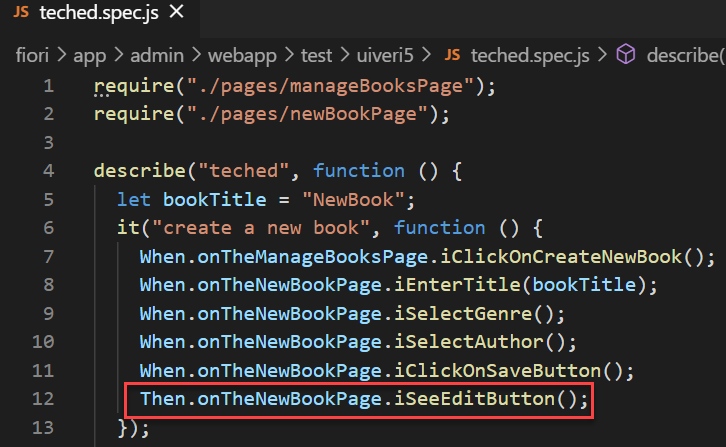 JS teched.spec.js ×
fiori > app > admin > webapp > test > uiveri5 > JS teched.spec.js > describe(
1 require("./pages/manageBooksPage");
2 require("./pages/newBookPage");
3
4 describe("teched", function () {
5 let bookTitle = "NewBook";
6 it("create a new book", function () {
7 When.onTheManageBooksPage.iClickOnCreateNewBook();
8 When.onTheNewBookPage.iEnterTitle(bookTitle);
9 When.onTheNewBookPage.iSelectGenre();
10 When.onTheNewBookPage.iSelectAuthor();
11 When.onTheNewBookPage.iClickOnSaveButton();
12 Then.onTheNewBookPage.iSeeEditButton();
13 });